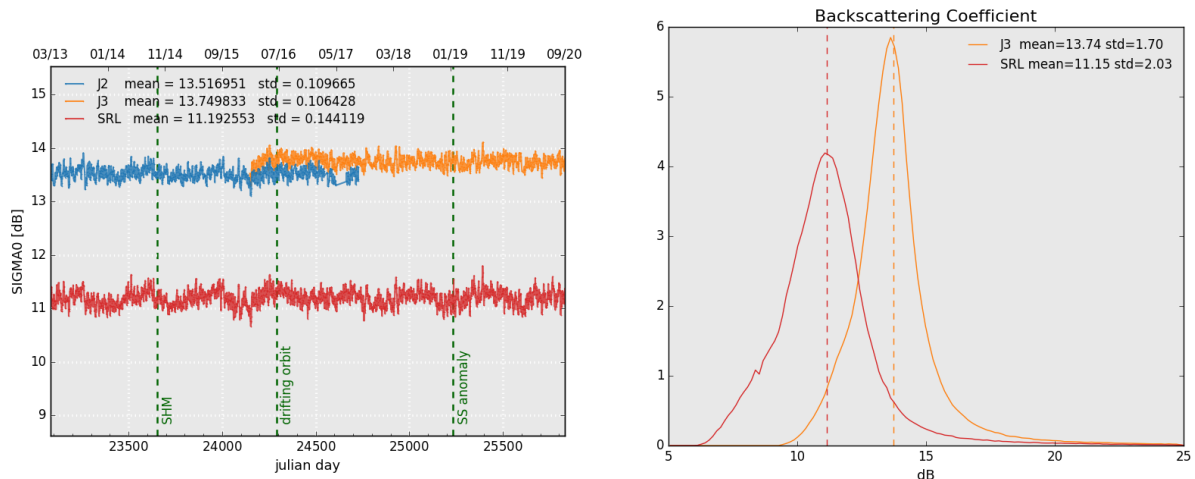 03/13 01/14 11/14 09/15 07/16 05/17 03/18 01/19 11/19 09/20
J2 mean = 13.516951 std = 0.109665
J3 mean = 13.749833 std = 0.106428
SRL mean = 11.192553 std = 0.144119
15
14
13
12
11
10
9
SIGMA0 [dB]
SHM
drifting orbit
SS anomaly
23500 24000 24500 25000 25500
julian day
Backscattering Coefficient
J3 mean=13.74 std=1.70
SRL mean=11.15 std=2.03
6
5
4
3
2
1
0
5 10 15 20 25
dB